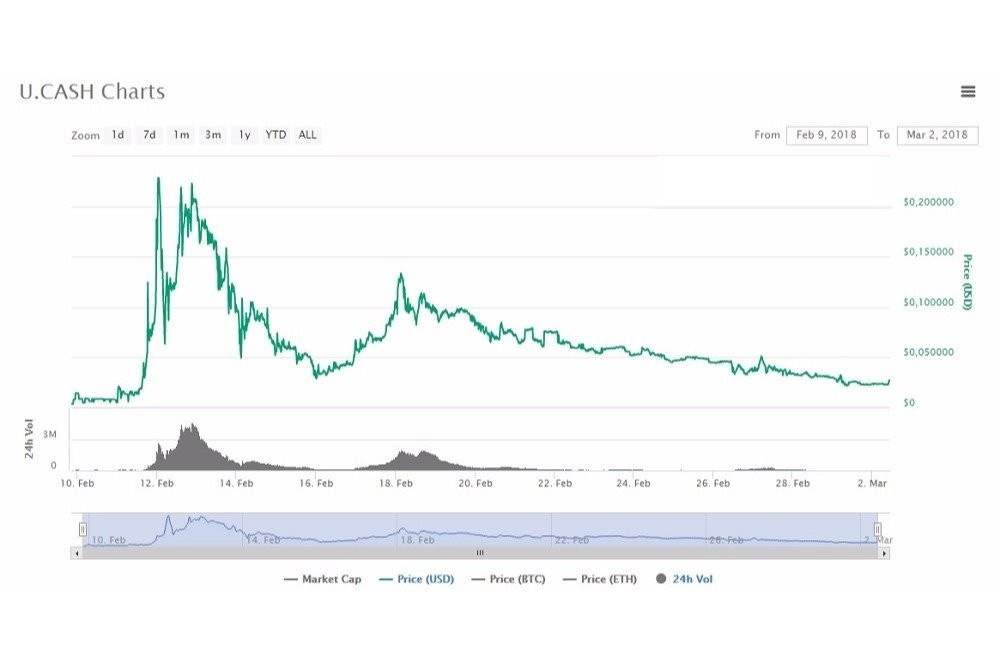 U.CASH Charts
Zoom 1d 7d 1m 3m 1y YTD ALL
From Feb 9, 2018 To Mar 2, 2018
$0,200000
$0,150000
$0,100000
$0,050000
$0
Price (USD)
24h Vol
3M
0
10. Feb 12. Feb 14. Feb 16. Feb 18. Feb 20. Feb 22. Feb 24. Feb 26. Feb 28. Feb 2. Mar
10. Feb 14. Feb 18. Feb 22. Feb 26. Feb 2. Mar
Market Cap Price (USD) Price (BTC) Price (ETH) 24h Vol